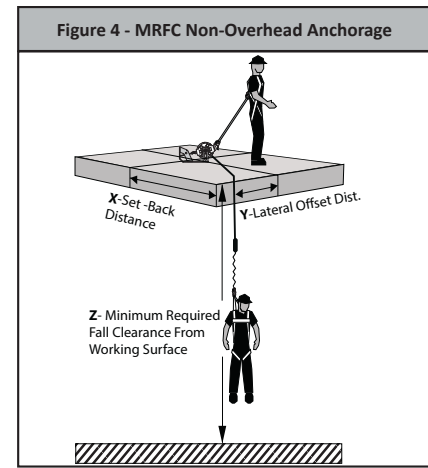 Figure 4 - MRFC Non-Overhead Anchorage
X-Set -Back
Distance
Y-Lateral Offset Dist.
Z- Minimum Required
Fall Clearance From
Working Surface